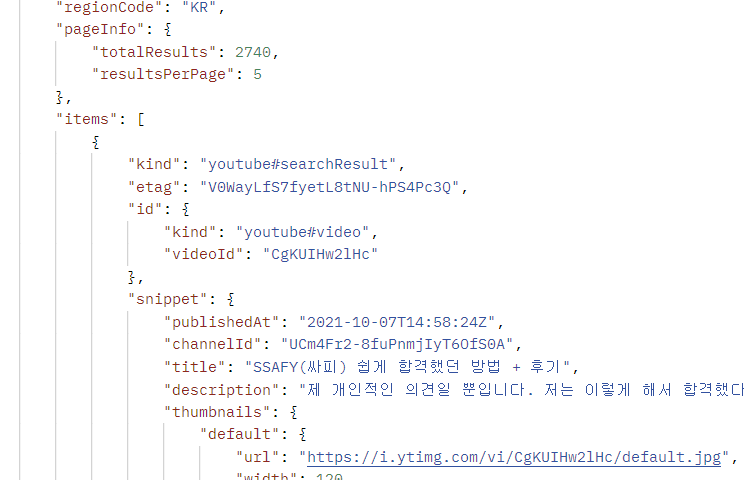 "regionCode": "KR",
"pageInfo": {
"totalResults": 2740,
"resultsPerPage": 5
},
"items": [
{
"kind": "youtube#searchResult",
"etag": "V0WayLfS7fyetL8tNU-hPS4Pc3Q",
"id": {
"kind": "youtube#video",
"videoId": "CgKUIHw2lHc"
},
"snippet": {
"publishedAt": "2021-10-07T14:58:24Z",
"channelId": "UCm4Fr2-8fuPnmjIyT6OfS0A",
"title": "SSAFY(싸피) 쉽게 합격했던 방법 + 후기",
"description": "제 개인적인 의견일 뿐입니다. 저는 이렇게 해서 합격했다
"thumbnails": {
"default": {
"url": "https://i.ytimg.com/vi/CgKUIHw2lHc/default.jpg",
"width": 120